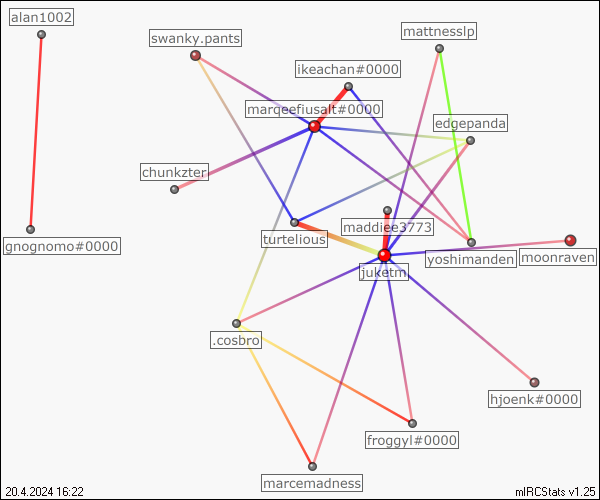 alan1002
mattnesslp
swanky.pants
ikeachan#0000
marqeefiusalt#0000
edgepanda
chunkzter
maddiee3773
turtelious
gnognomo#0000
yoshimanden
moonraven
juketm
.cosbro
hjoenk#0000
froggyl#0000
marcemadness
20.4.2024 16:22
mIRCStats v1.25